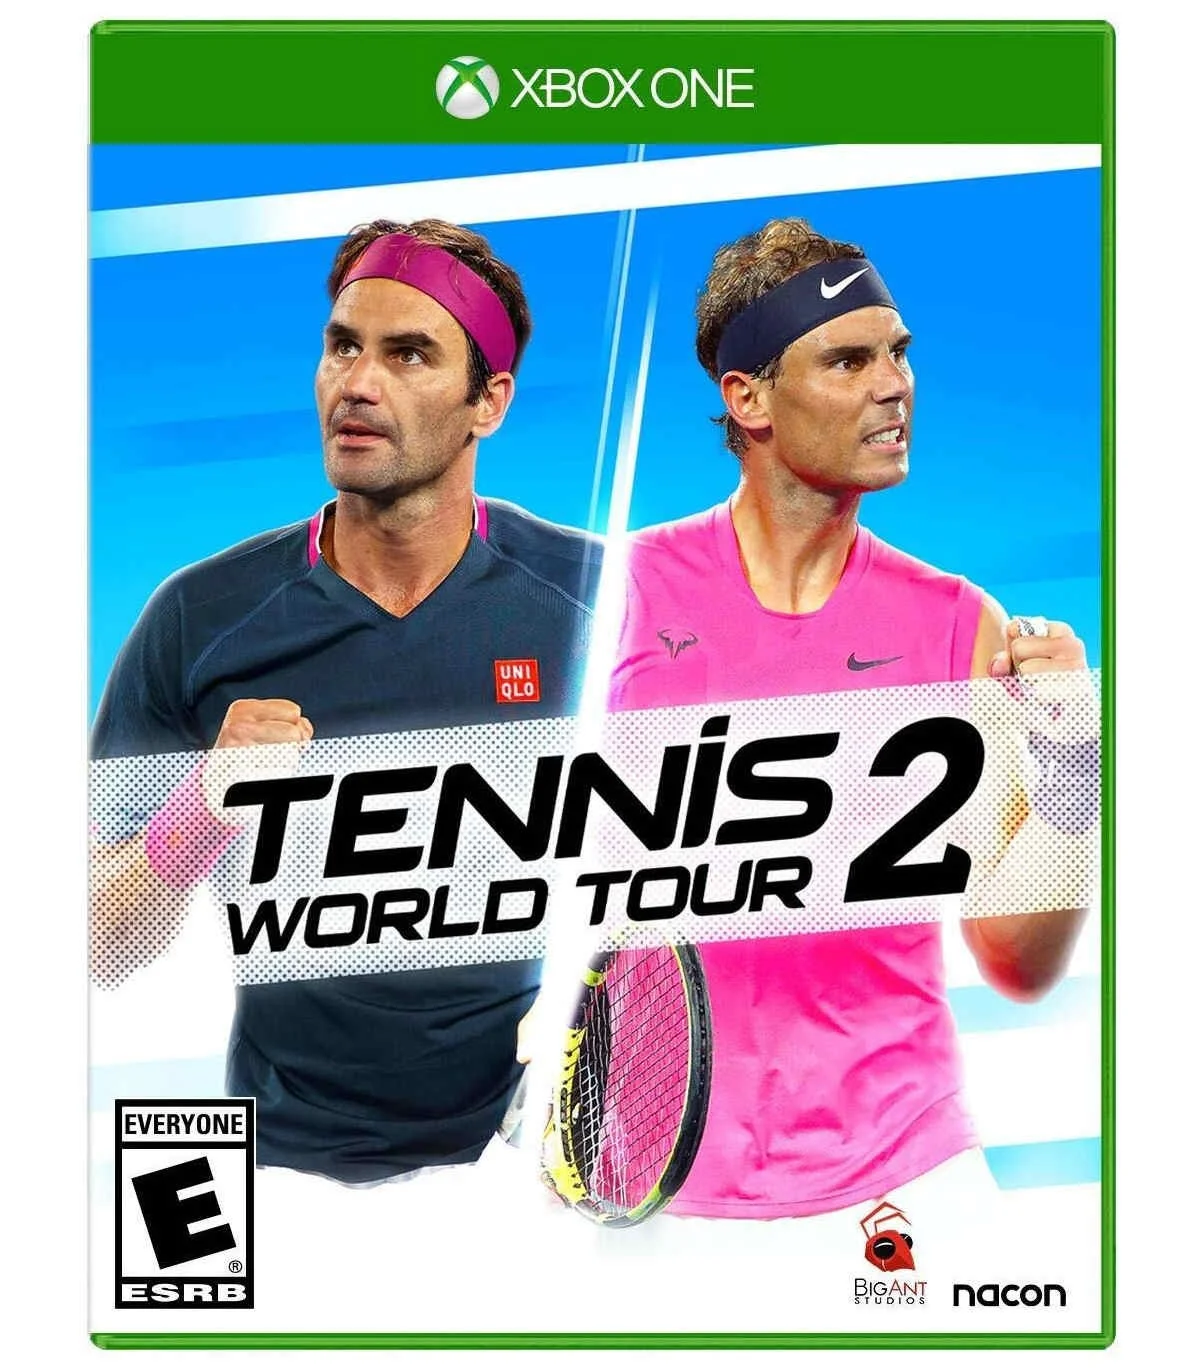 XBOX ONE
UNI
QLO
TENNIS 2
WORLD TOUR
EVERYONE
E
®
ESRB
BIGANT
STUDIOS
nacon